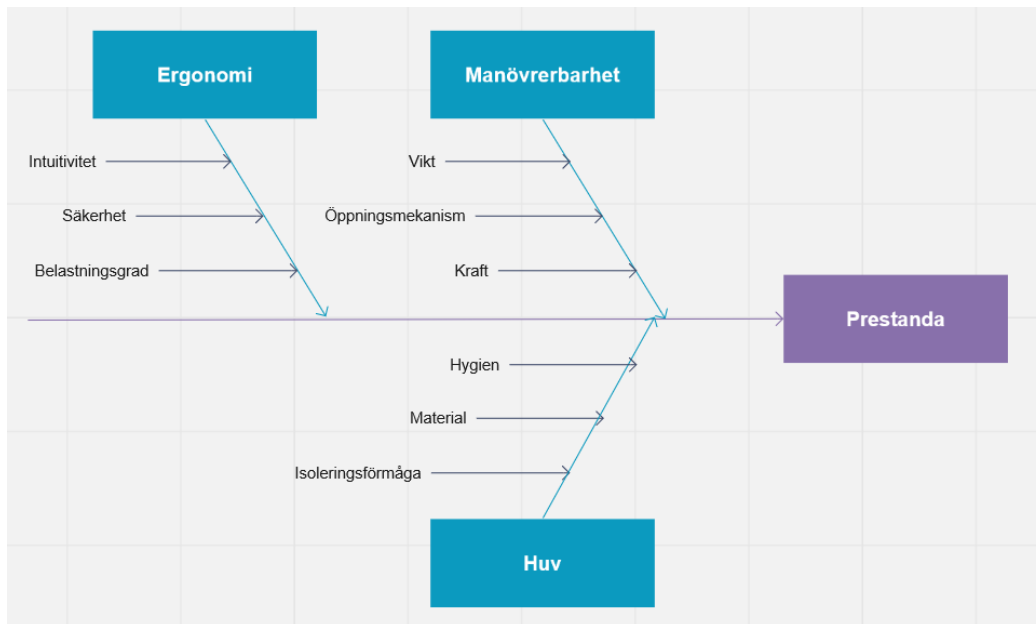 Ergonomi
Manövrerbarhet
Intuitivitet
Vikt
Säkerhet
Öppningsmekanism
Belastningsgrad
Kraft
Prestanda
Hygien
Material
Isoleringsförmåga
Huv